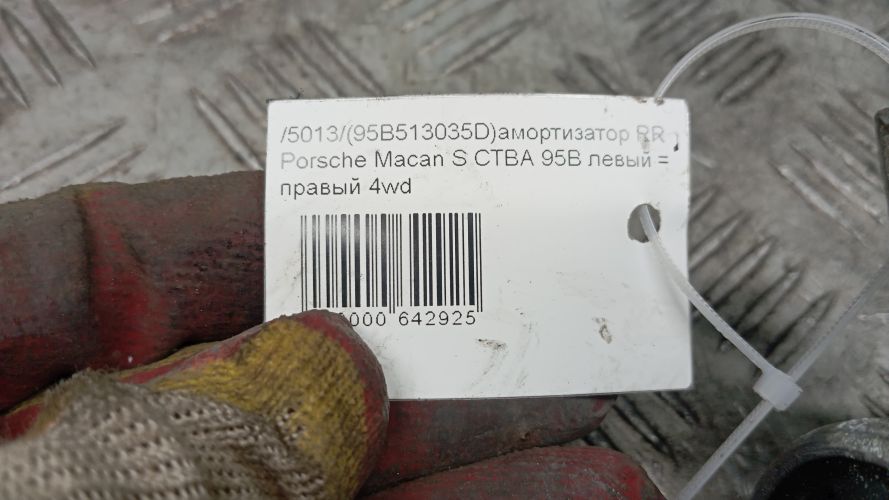 /5013/(95B513035D)амортизатор RR
Porsche Macan S CTBA 95B левый =
правый 4wd
000 642925